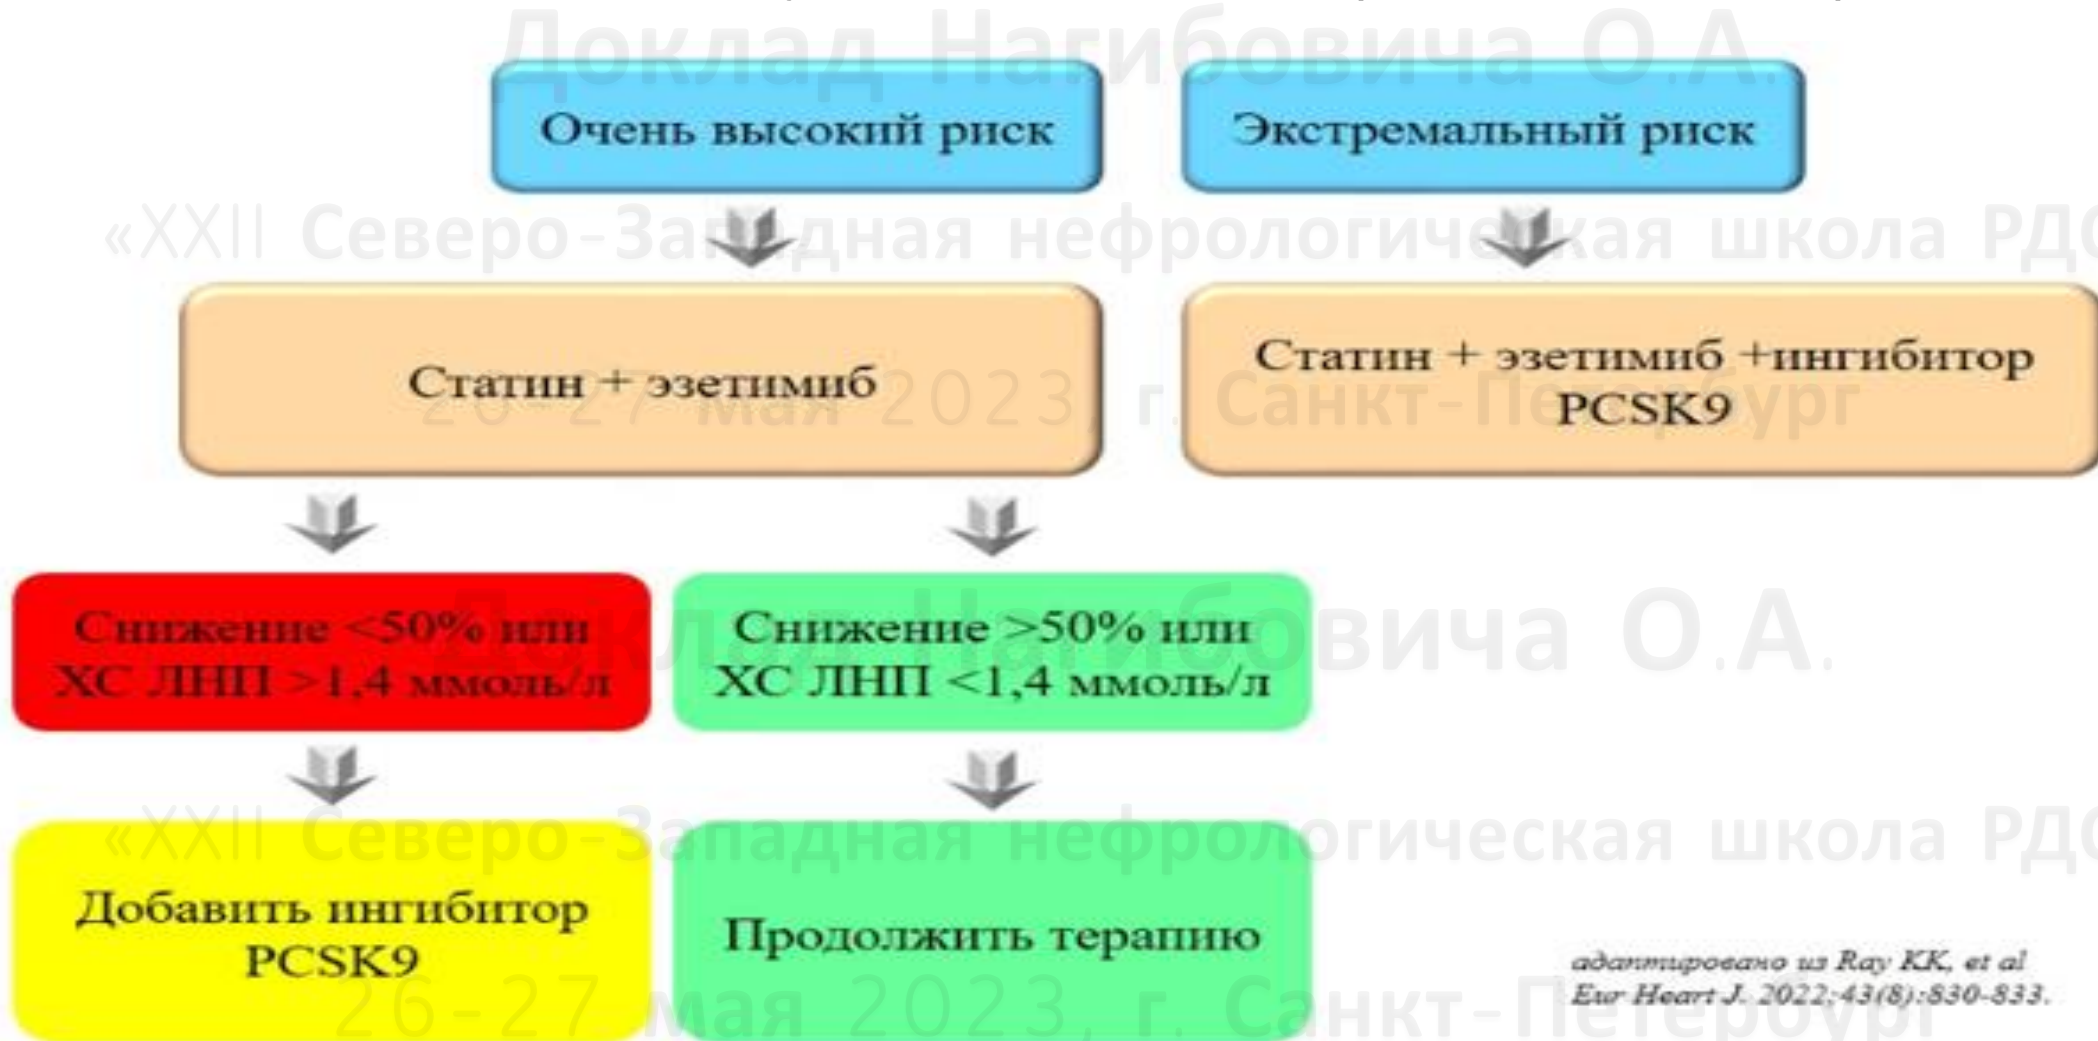 Доклад Нагибовича О.А.
Очень высокий риск
Экстремальный риск
«XXII Северо-Западная нефрологическая школа РДО
Статин + эзетимиб
Статин + эзетимиб +ингибитор
PCSK9
26-27 мая 2023, г. Санкт-Петербург
Снижение <50% или
ХС ЛНП >1,4 ммоль/л
Снижение >50% или
ХС ЛНП <1,4 ммоль/л
Доклад Нагибовича О.А.
«XXII Северо-Западная нефрологическая школа РДО
Добавить ингибитор
PCSK9
Продолжить терапию
адаптировано из Ray KK, et al
Eur Heart J. 2022;43(8):830-833.
26-27 мая 2023, г. Санкт-Петербург